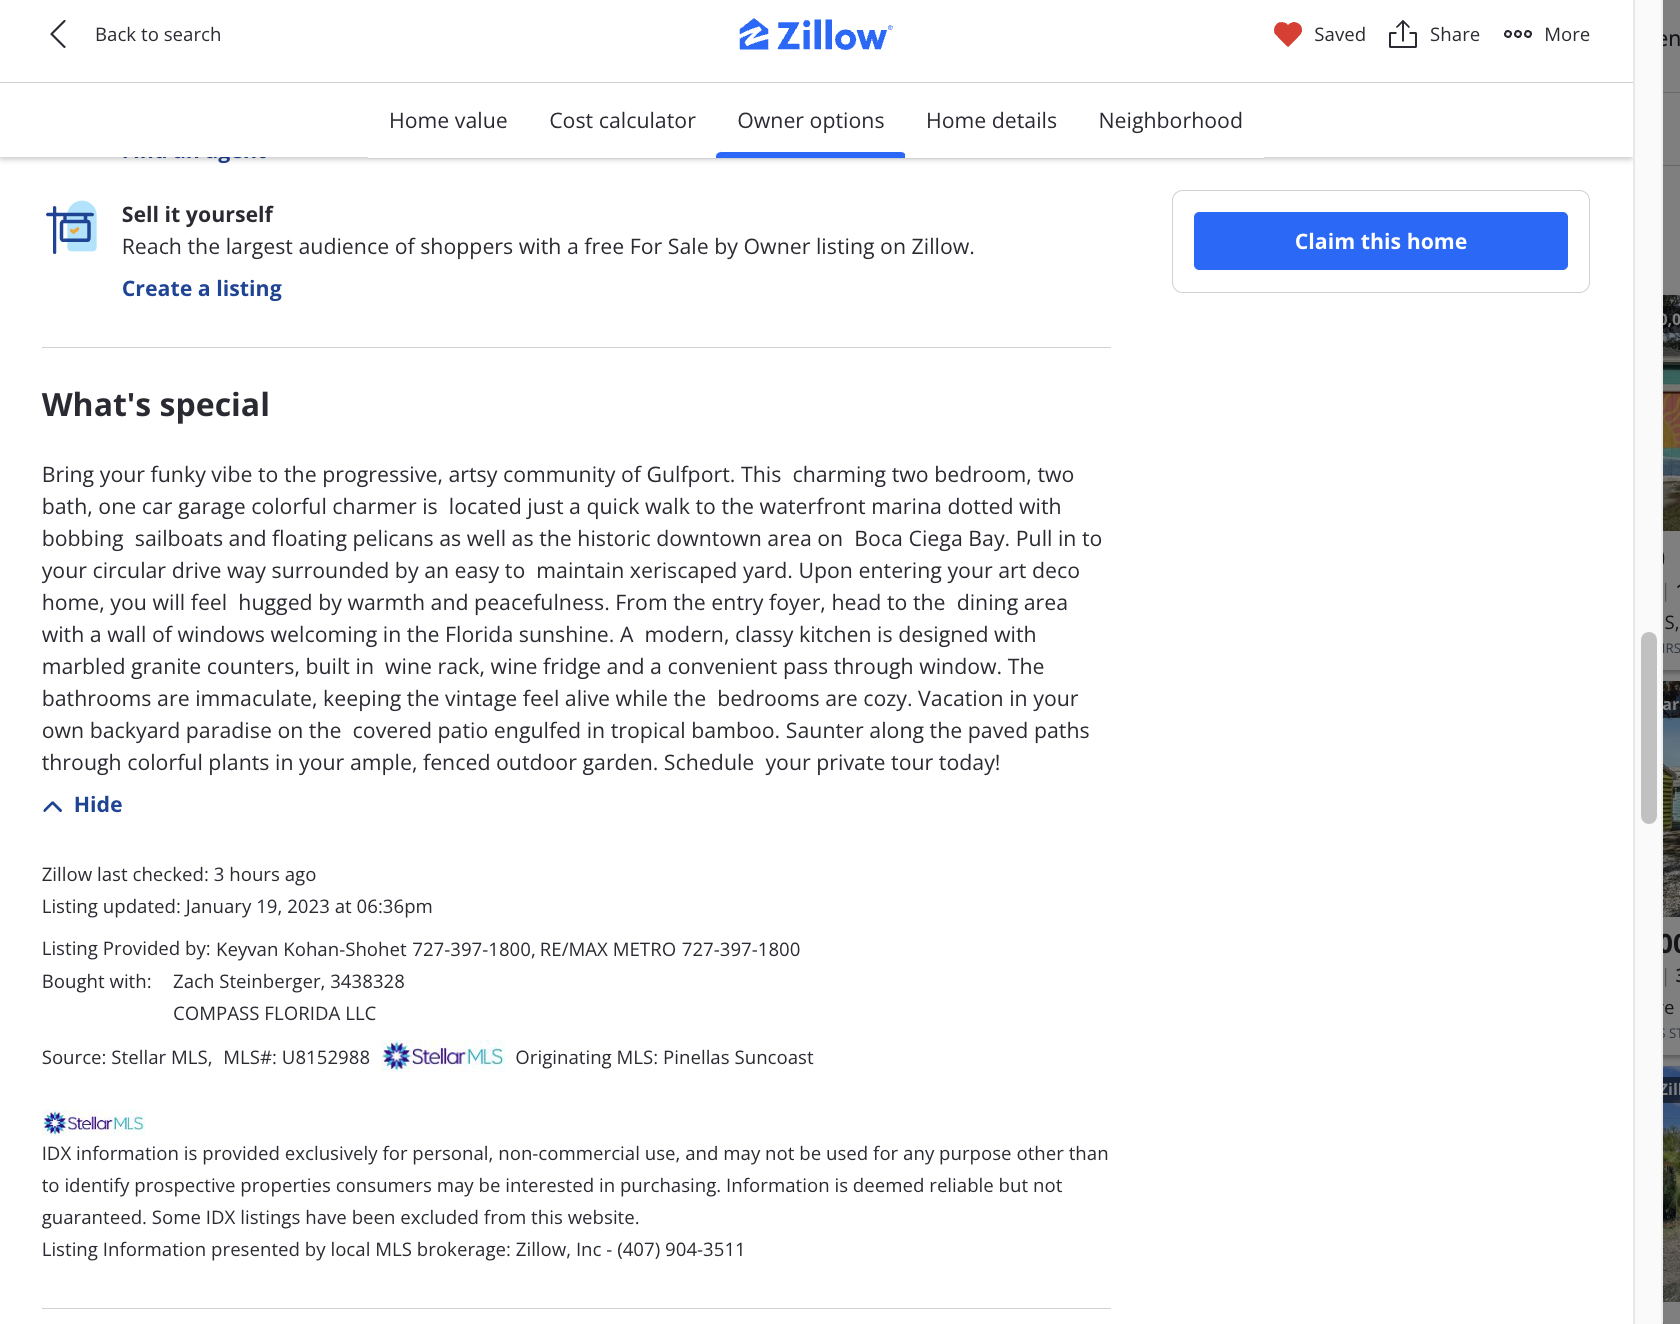 Back to search
Zillow
Saved
Share
More
Home value
Cost calculator
Owner options
Home details
Neighborhood
Find an agent
Sell it yourself
Reach the largest audience of shoppers with a free For Sale by Owner listing on Zillow.
Create a listing
Claim this home
What's special
Bring your funky vibe to the progressive, artsy community of Gulfport. This  charming two bedroom, two
bath, one car garage colorful charmer is  located just a quick walk to the waterfront marina dotted with
bobbing  sailboats and floating pelicans as well as the historic downtown area on  Boca Ciega Bay. Pull in to
your circular drive way surrounded by an easy to  maintain xeriscaped yard. Upon entering your art deco
home, you will feel  hugged by warmth and peacefulness. From the entry foyer, head to the  dining area
with a wall of windows welcoming in the Florida sunshine. A  modern, classy kitchen is designed with
marbled granite counters, built in  wine rack, wine fridge and a convenient pass through window. The
bathrooms are immaculate, keeping the vintage feel alive while the  bedrooms are cozy. Vacation in your
own backyard paradise on the  covered patio engulfed in tropical bamboo. Saunter along the paved paths
through colorful plants in your ample, fenced outdoor garden. Schedule  your private tour today!
Hide
Zillow last checked: 3 hours ago
Listing updated: January 19, 2023 at 06:36pm
Listing Provided by: Keyvan Kohan-Shohet 727-397-1800, RE/MAX METRO 727-397-1800
Bought with: Zach Steinberger, 3438328
COMPASS FLORIDA LLC
Source: Stellar MLS, MLS#: U8152988 StellarMLS Originating MLS: Pinellas Suncoast
StellarMLS
IDX information is provided exclusively for personal, non-commercial use, and may not be used for any purpose other than
to identify prospective properties consumers may be interested in purchasing. Information is deemed reliable but not
guaranteed. Some IDX listings have been excluded from this website.
Listing Information presented by local MLS brokerage: Zillow, Inc - (407) 904-3511